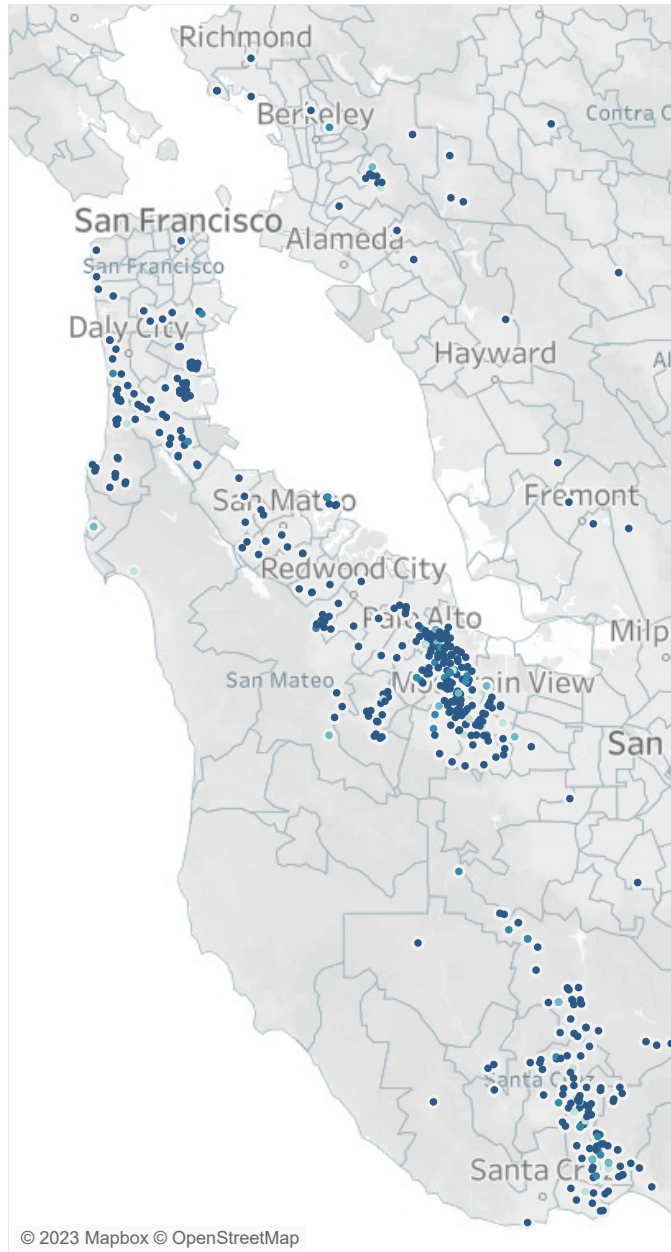 Richmond
Berkeley
Contra C
San Francisco
Alameda
San Francisco
Daly City
Hayward
Al
San Mateo
Fremont
Redwood City
Palo Alto
Milp
San Mateo
Mountain View
San
Santa Cruz
Santa Cruz
© 2023 Mapbox © OpenStreetMap